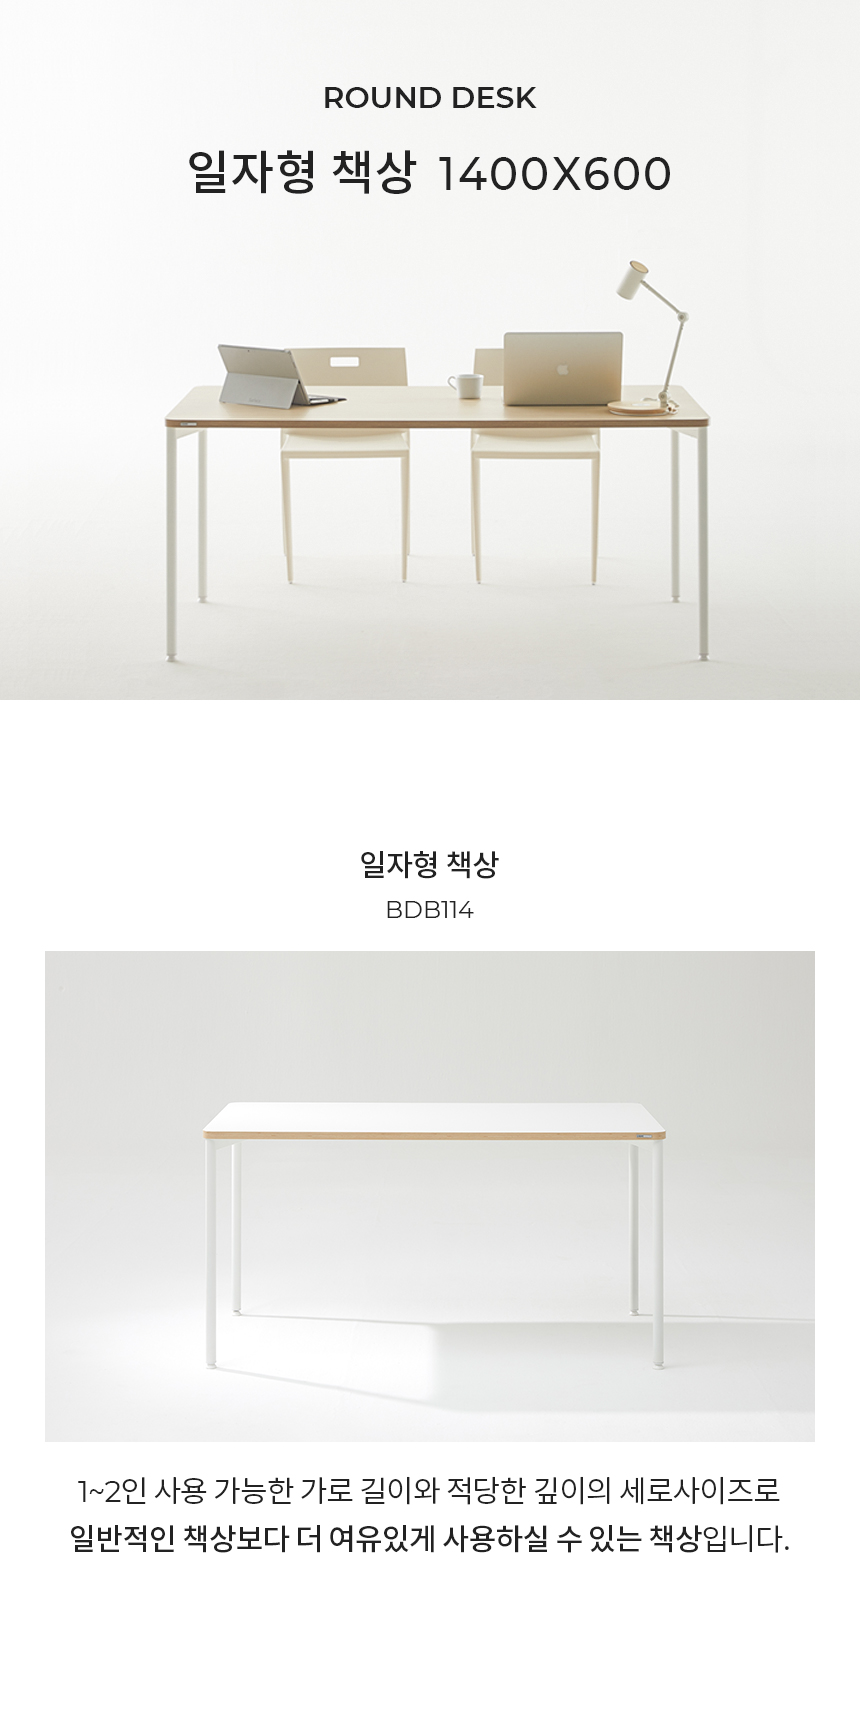 ROUND DESK
일자형 책상 1400X600
일자형 책상
BDB114
1~2인 사용 가능한 가로 길이와 적당한 깊이의 세로사이즈로
일반적인 책상보다 더 여유있게 사용하실 수 있는 책상입니다.